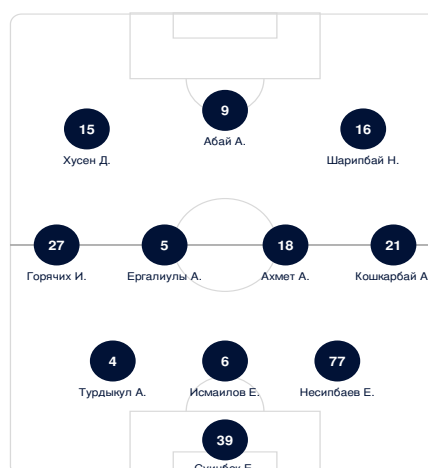 9
15
16
Абай А.
Хусен Д.
Шарипбай Н.
27
5
18
21
Горячих И.
Ергалиулы А.
Ахмет А.
Кошкарбай А
4
6
77
Турдыкул А.
Исмаилов Е.
Несипбаев Е.
39